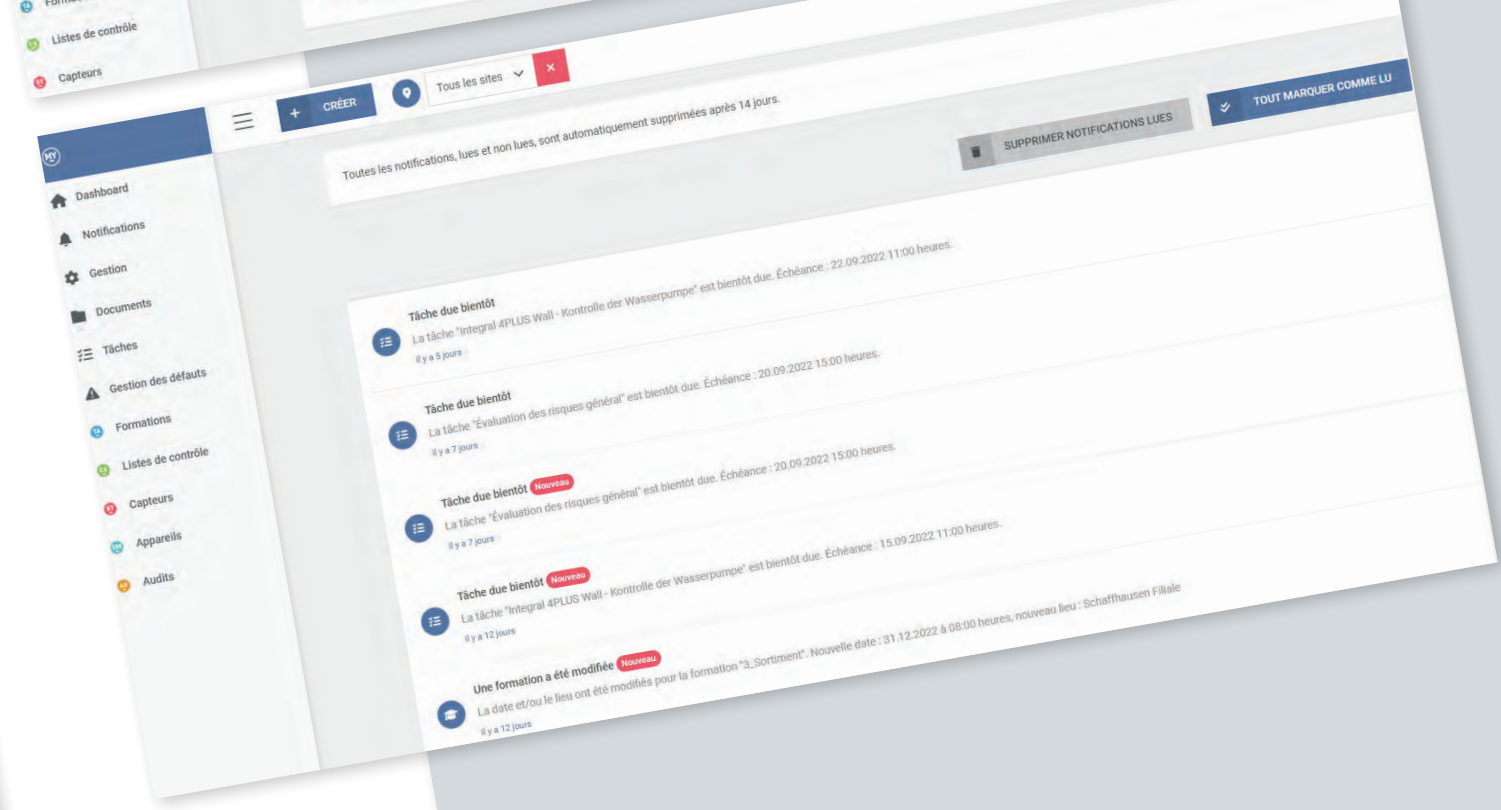 Listes de contrôle
Capteurs
MY
CRÉER
Tous les sites
Toutes les notifications, lues et non lues, sont automatiquement supprimées après 14 jours.
SUPPRIMER NOTIFICATIONS LUES
TOUT MARQUER COMME LU
Dashboard
Notifications
Gestion
Documents
Tâches
Gestion des défauts
Formations
Listes de contrôle
Capteurs
Appareils
Audits
Tâche due bientôt
La tâche "Integral 4PLUS Wall - Kontrolle der Wasserpumpe" est bientôt due. Échéance : 22.09.2022 11:00 heures.
il y a 5 jours
Tâche due bientôt
La tâche "Évaluation des risques général" est bientôt due. Échéance : 20.09.2022 15:00 heures.
il y a 7 jours
Tâche due bientôt Nouveau
La tâche "Évaluation des risques général" est bientôt due. Échéance : 20.09.2022 15:00 heures.
il y a 7 jours
Tâche due bientôt Nouveau
La tâche "Integral 4PLUS Wall - Kontrolle der Wasserpumpe" est bientôt due. Échéance : 15.09.2022 11:00 heures.
il y a 12 jours
Une formation a été modifiée Nouveau
La date et/ou le lieu ont été modifiés pour la formation "3_Sortiment". Nouvelle date : 31.12.2022 à 08:00 heures, nouveau lieu : Schaffhausen Filiale
il y a 12 jours